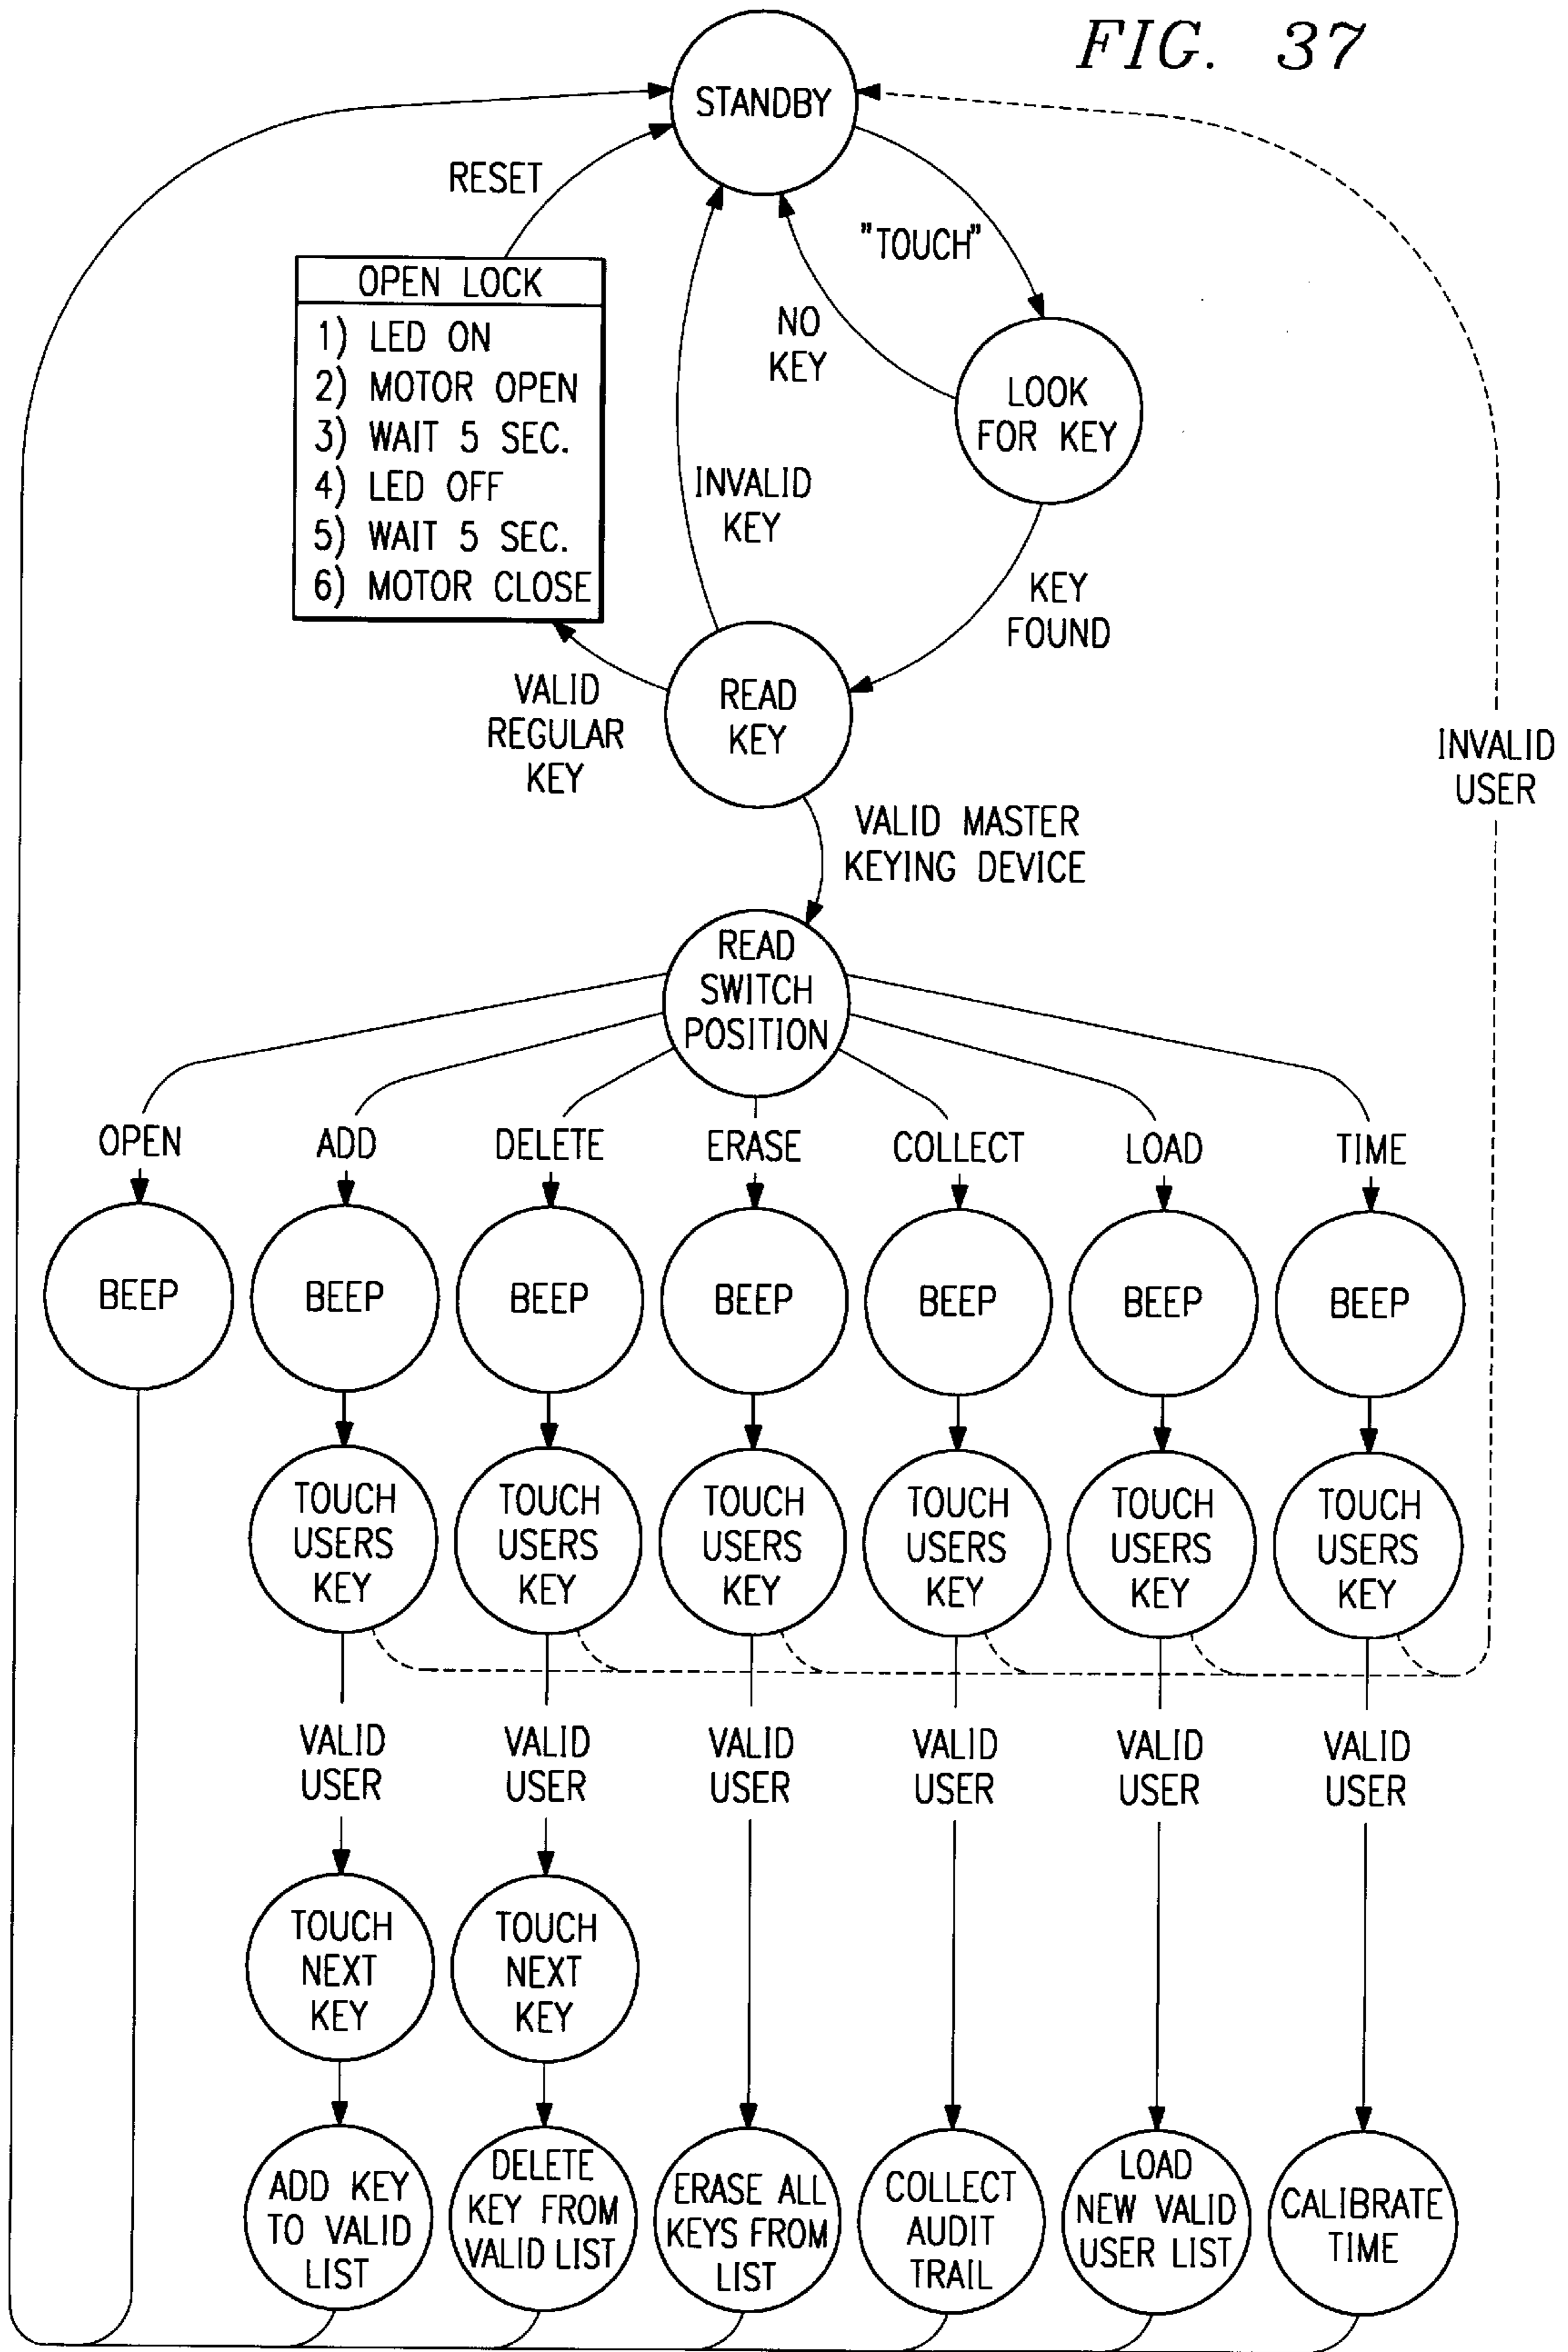 FIG. 37
STANDBY
RESET
"TOUCH"
OPEN LOCK
1) LED ON
2) MOTOR OPEN
3) WAIT 5 SEC.
4) LED OFF
5) WAIT 5 SEC.
6) MOTOR CLOSE
NO
KEY
LOOK
FOR KEY
INVALID
KEY
KEY
FOUND
VALID
REGULAR
KEY
READ
KEY
INVALID
USER
VALID MASTER
KEYING DEVICE
READ
SWITCH
POSITION
OPEN
ADD
DELETE
ERASE
COLLECT
LOAD
TIME
BEEP
BEEP
BEEP
BEEP
BEEP
BEEP
BEEP
TOUCH
USERS
KEY
TOUCH
USERS
KEY
TOUCH
USERS
KEY
TOUCH
USERS
KEY
TOUCH
USERS
KEY
TOUCH
USERS
KEY
VALID
USER
VALID
USER
VALID
USER
VALID
USER
VALID
USER
VALID
USER
TOUCH
NEXT
KEY
TOUCH
NEXT
KEY
ADD KEY
TO VALID
LIST
DELETE
KEY FROM
VALID LIST
ERASE ALL
KEYS FROM
LIST
COLLECT
AUDIT
TRAIL
LOAD
NEW VALID
USER LIST
CALIBRATE
TIME